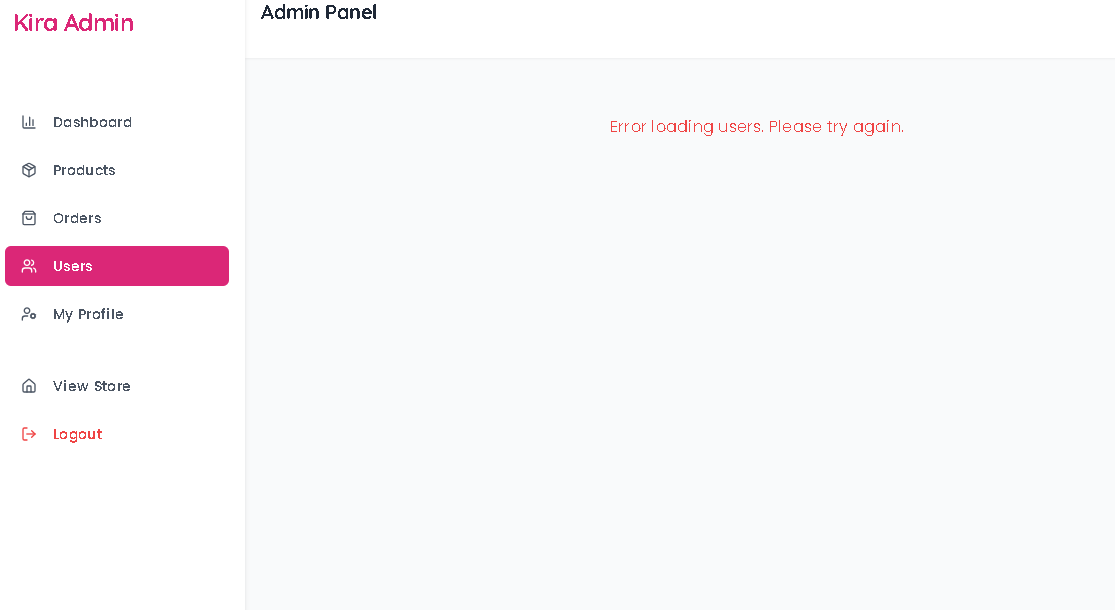 Kira Admin
Admin Panel
Dashboard
Products
Orders
Users
My Profile
View Store
Logout
Error loading users. Please try again.